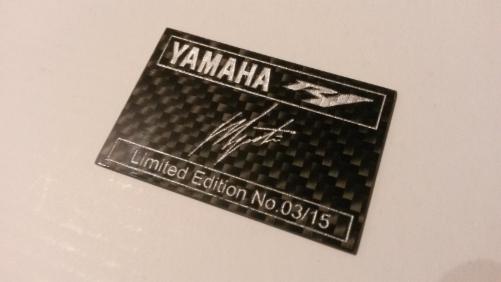 YAMAHA R1
Limited Edition No.03/15